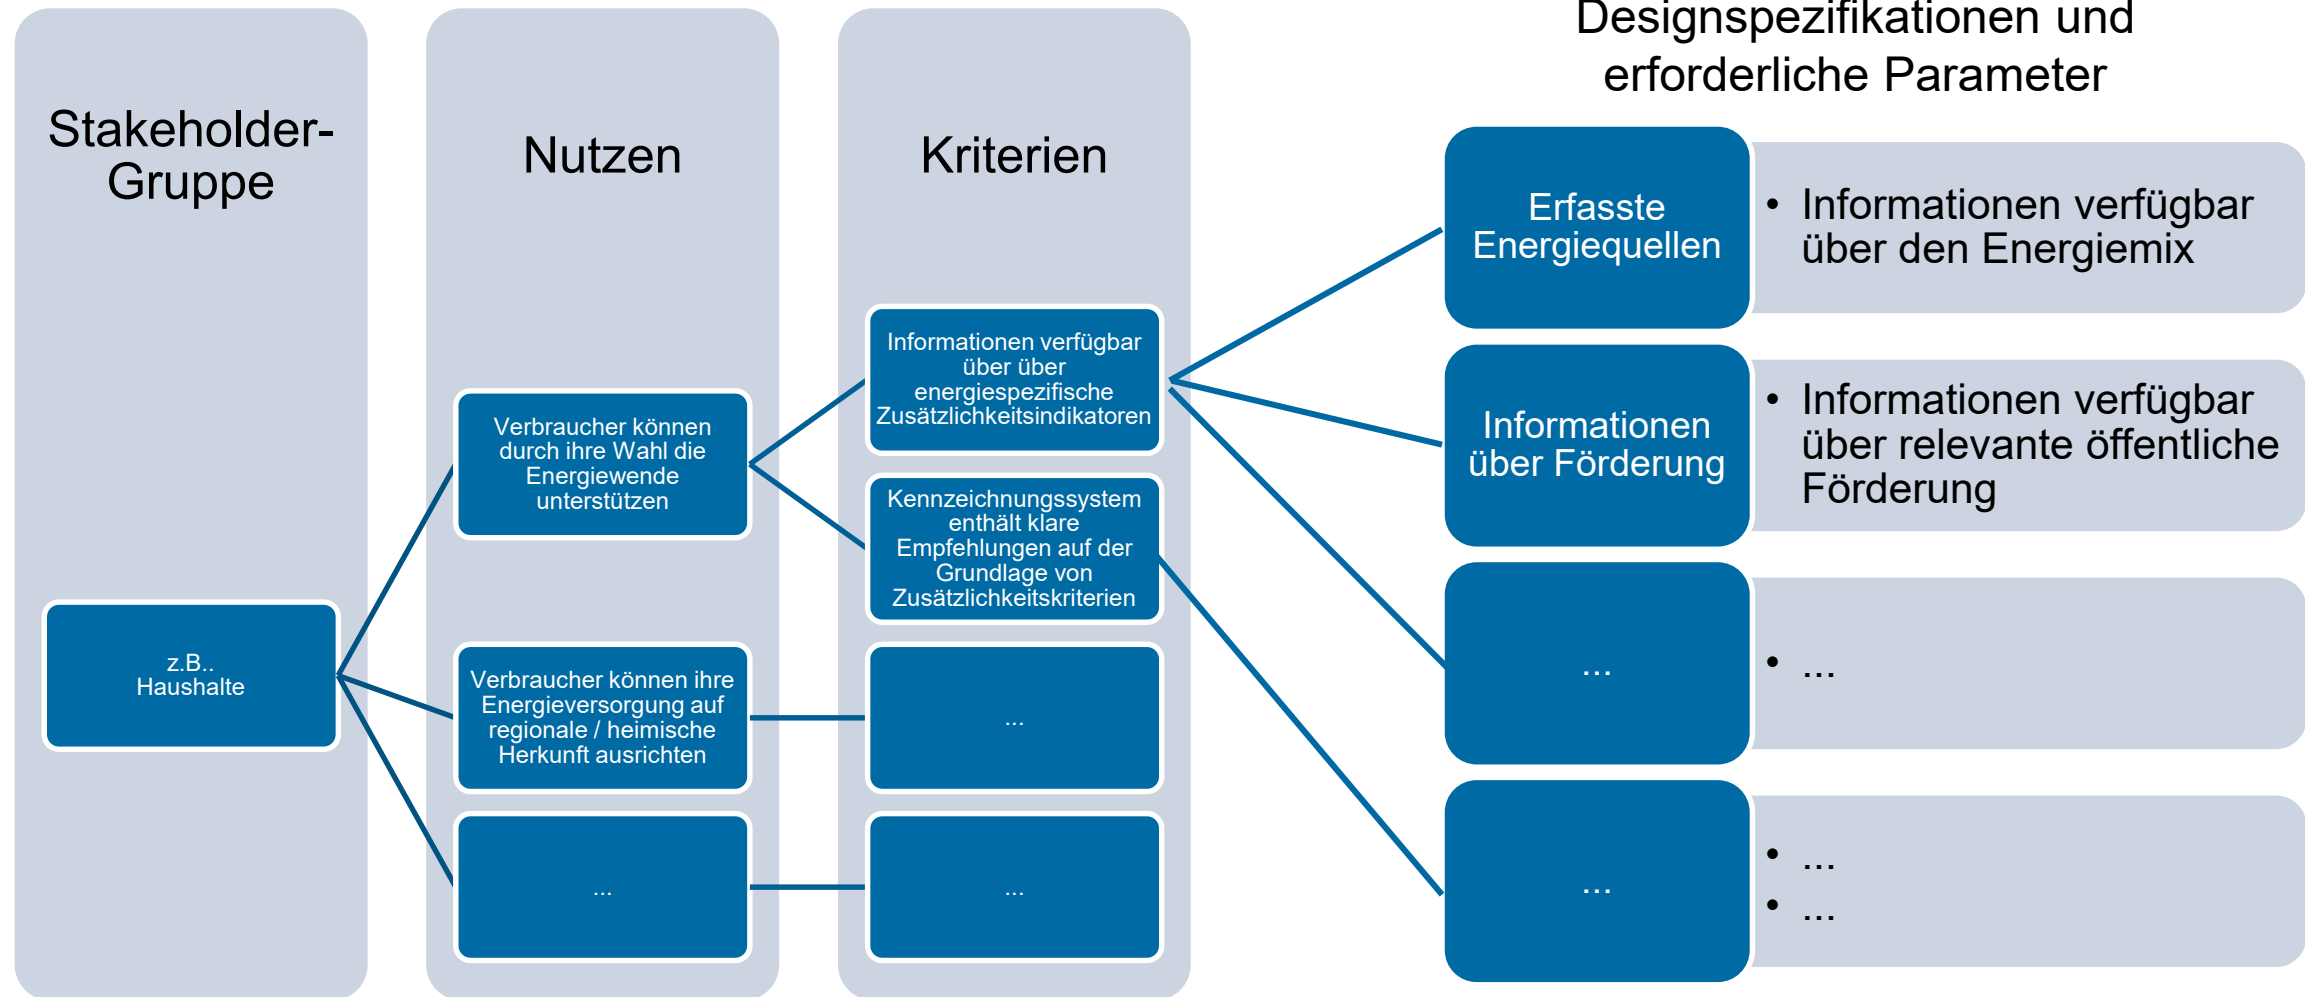 Stakeholder-
Gruppe
z.B..
Haushalte
Nutzen
Verbraucher können
durch ihre Wahl die
Energiewende
unterstützen
Verbraucher können ihre
Energieversorgung auf
regionale / heimische
Herkunft ausrichten
...
Kriterien
Informationen verfügbar
über über
energiespezifische
Zusätzlichkeitsindikatoren
Kennzeichnungssystem
enthält klare
Empfehlungen auf der
Grundlage von
Zusätzlichkeitskriterien
...
...
Designspezifikationen und
erforderliche Parameter
Erfasste
Energiequellen
• Informationen verfügbar
über den Energiemix
Informationen
über Förderung
• Informationen verfügbar
über relevante öffentliche
Förderung
...
• ...
...
• ...
• ...